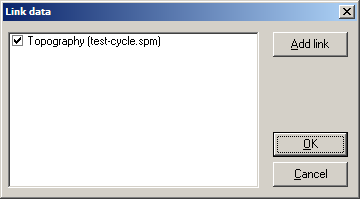 Link data
Topography (test-cycle.spm)
Add link
OK
Cancel